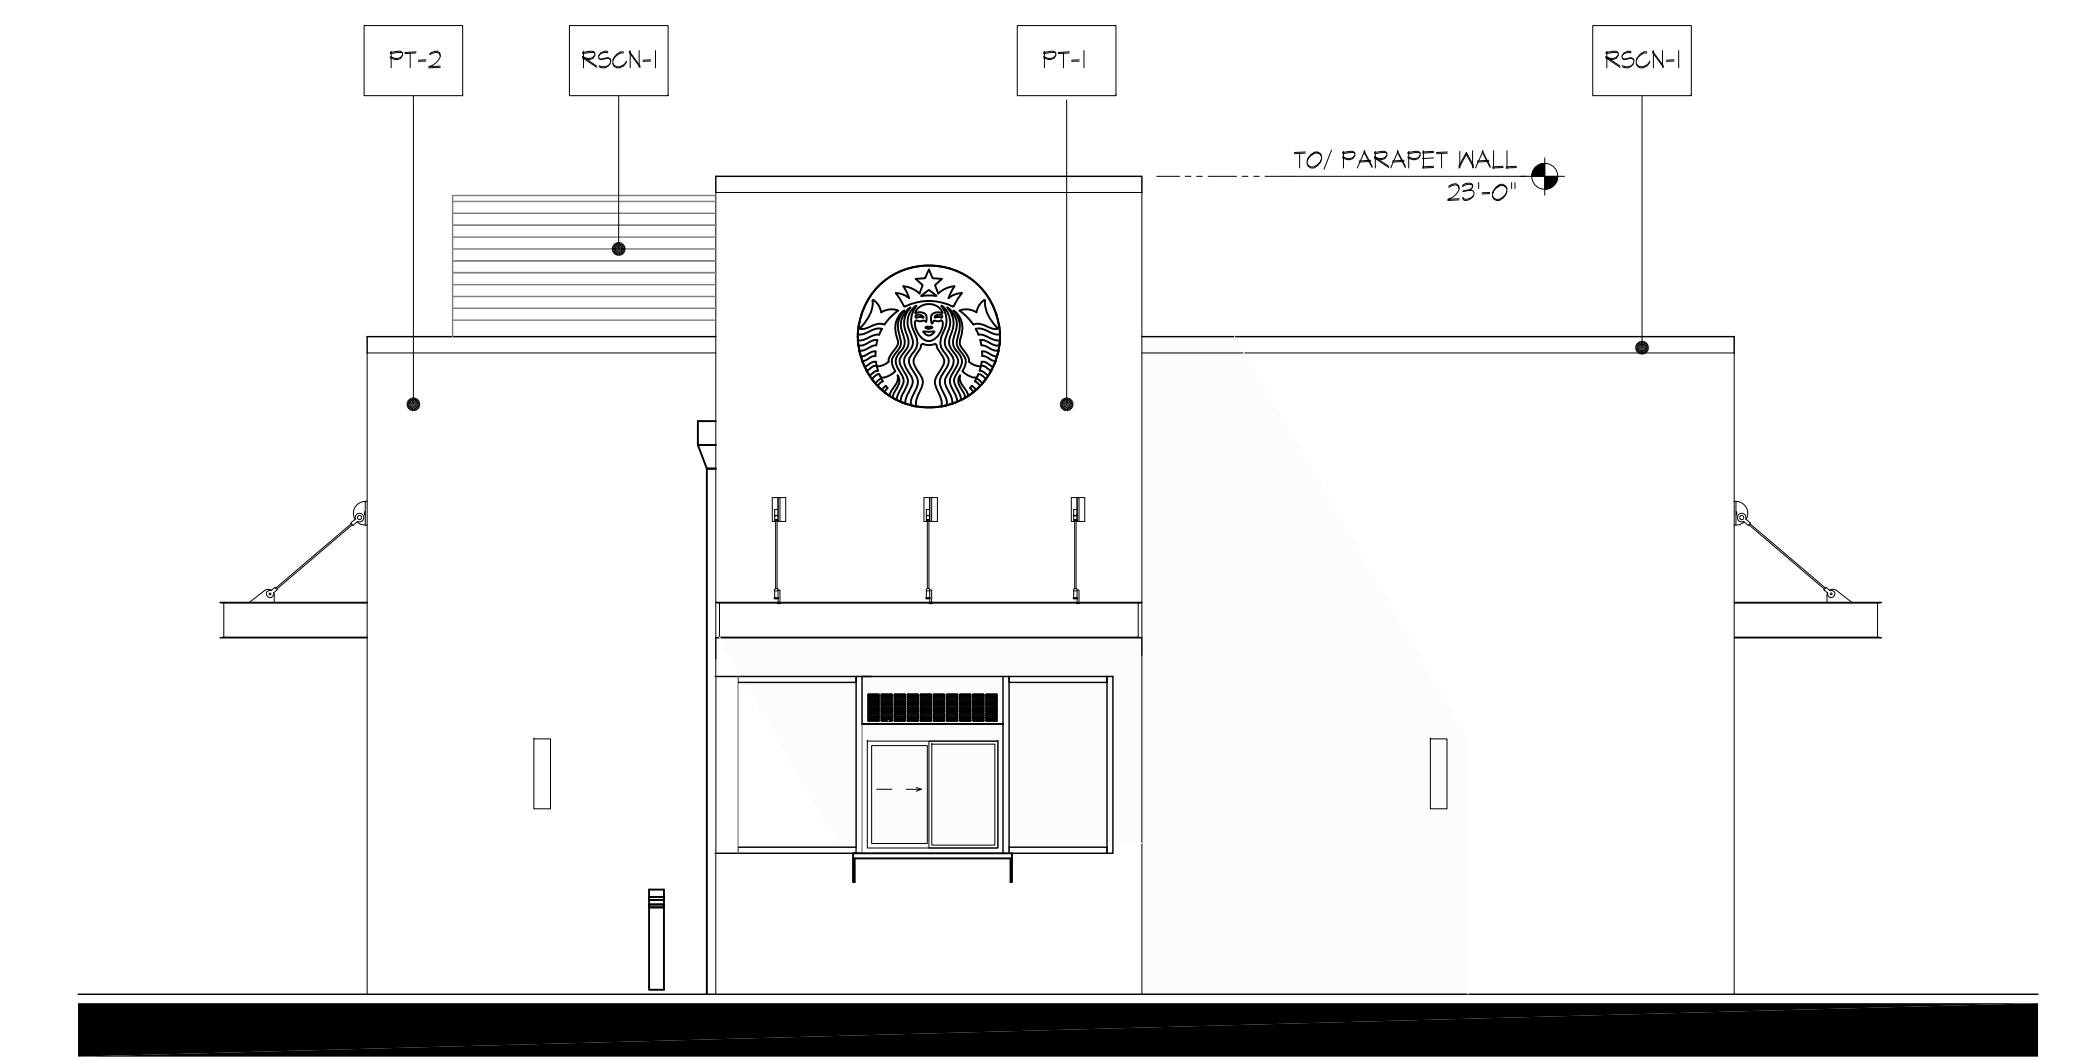 PT-2
RSCN-1
PT-1
RSCN-1
TO/ PARAPET WALL
23'-0"